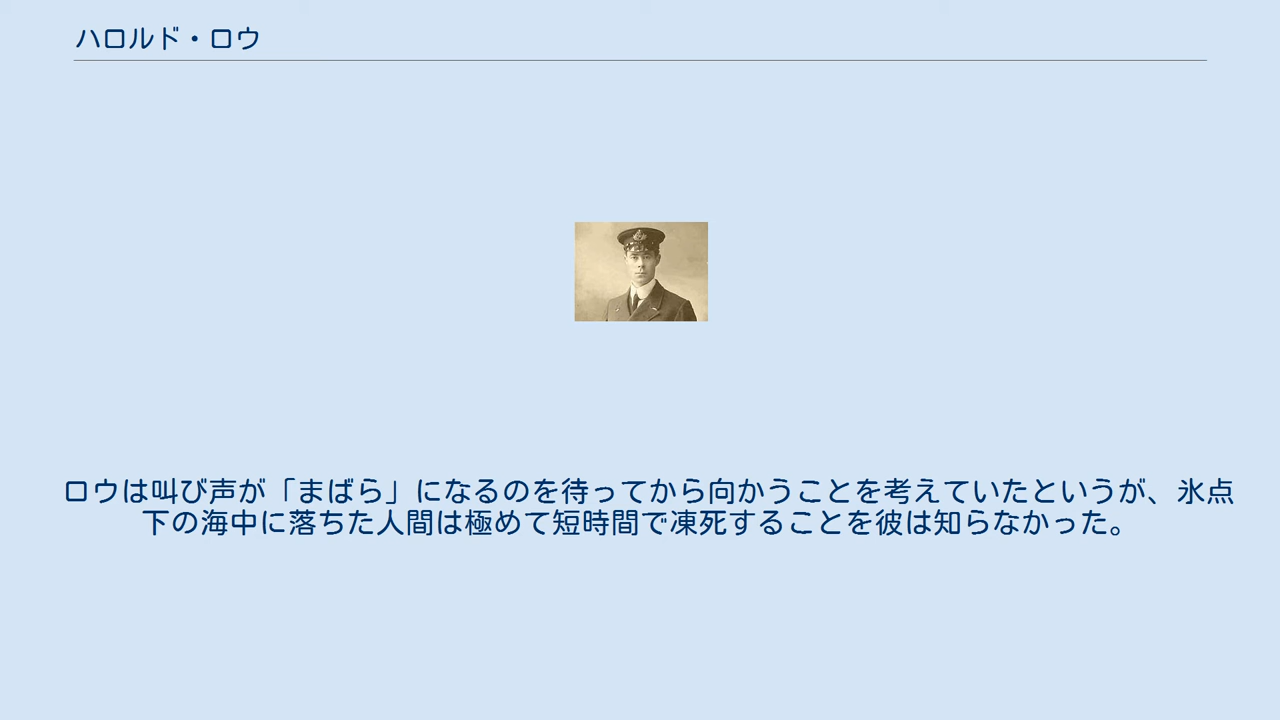 ハロルド・ロウ
ロウは叫び声が「まばら」になるのを待ってから向かうことを考えていたというが、氷点
下の海中に落ちた人間は極めて短時間で凍死することを彼は知らなかった。